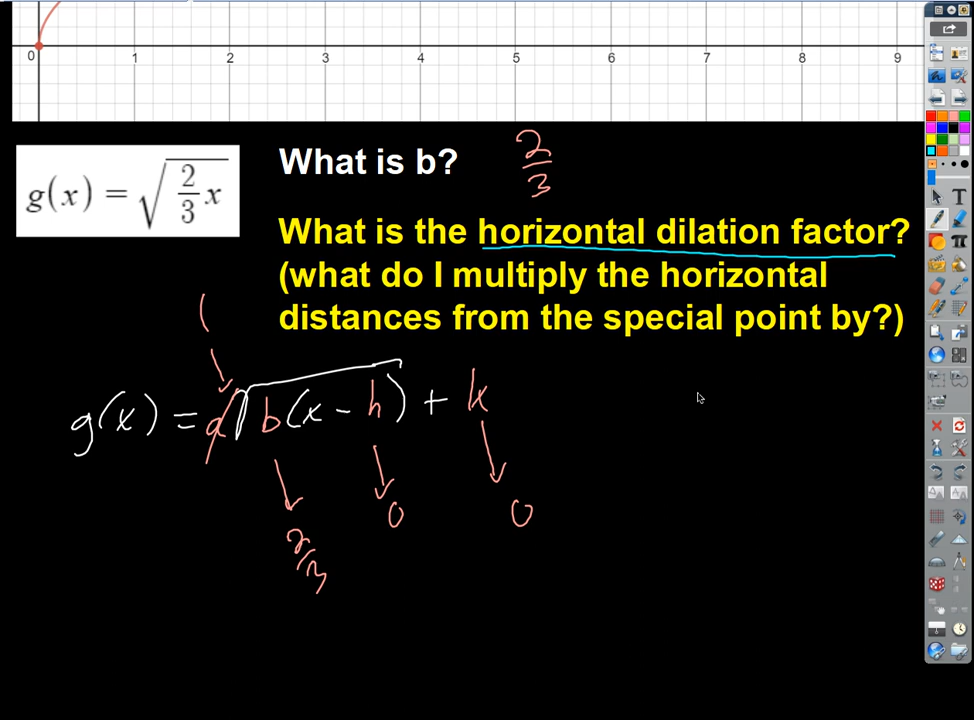 0 1 2 3 4 5 6 7 8 9
g(x) = √(2/3 x)
What is b? 2/3
What is the horizontal dilation factor?
(what do I multiply the horizontal
distances from the special point by?)
1
g(x) = a√b(x - h) + k
2/3 0 0